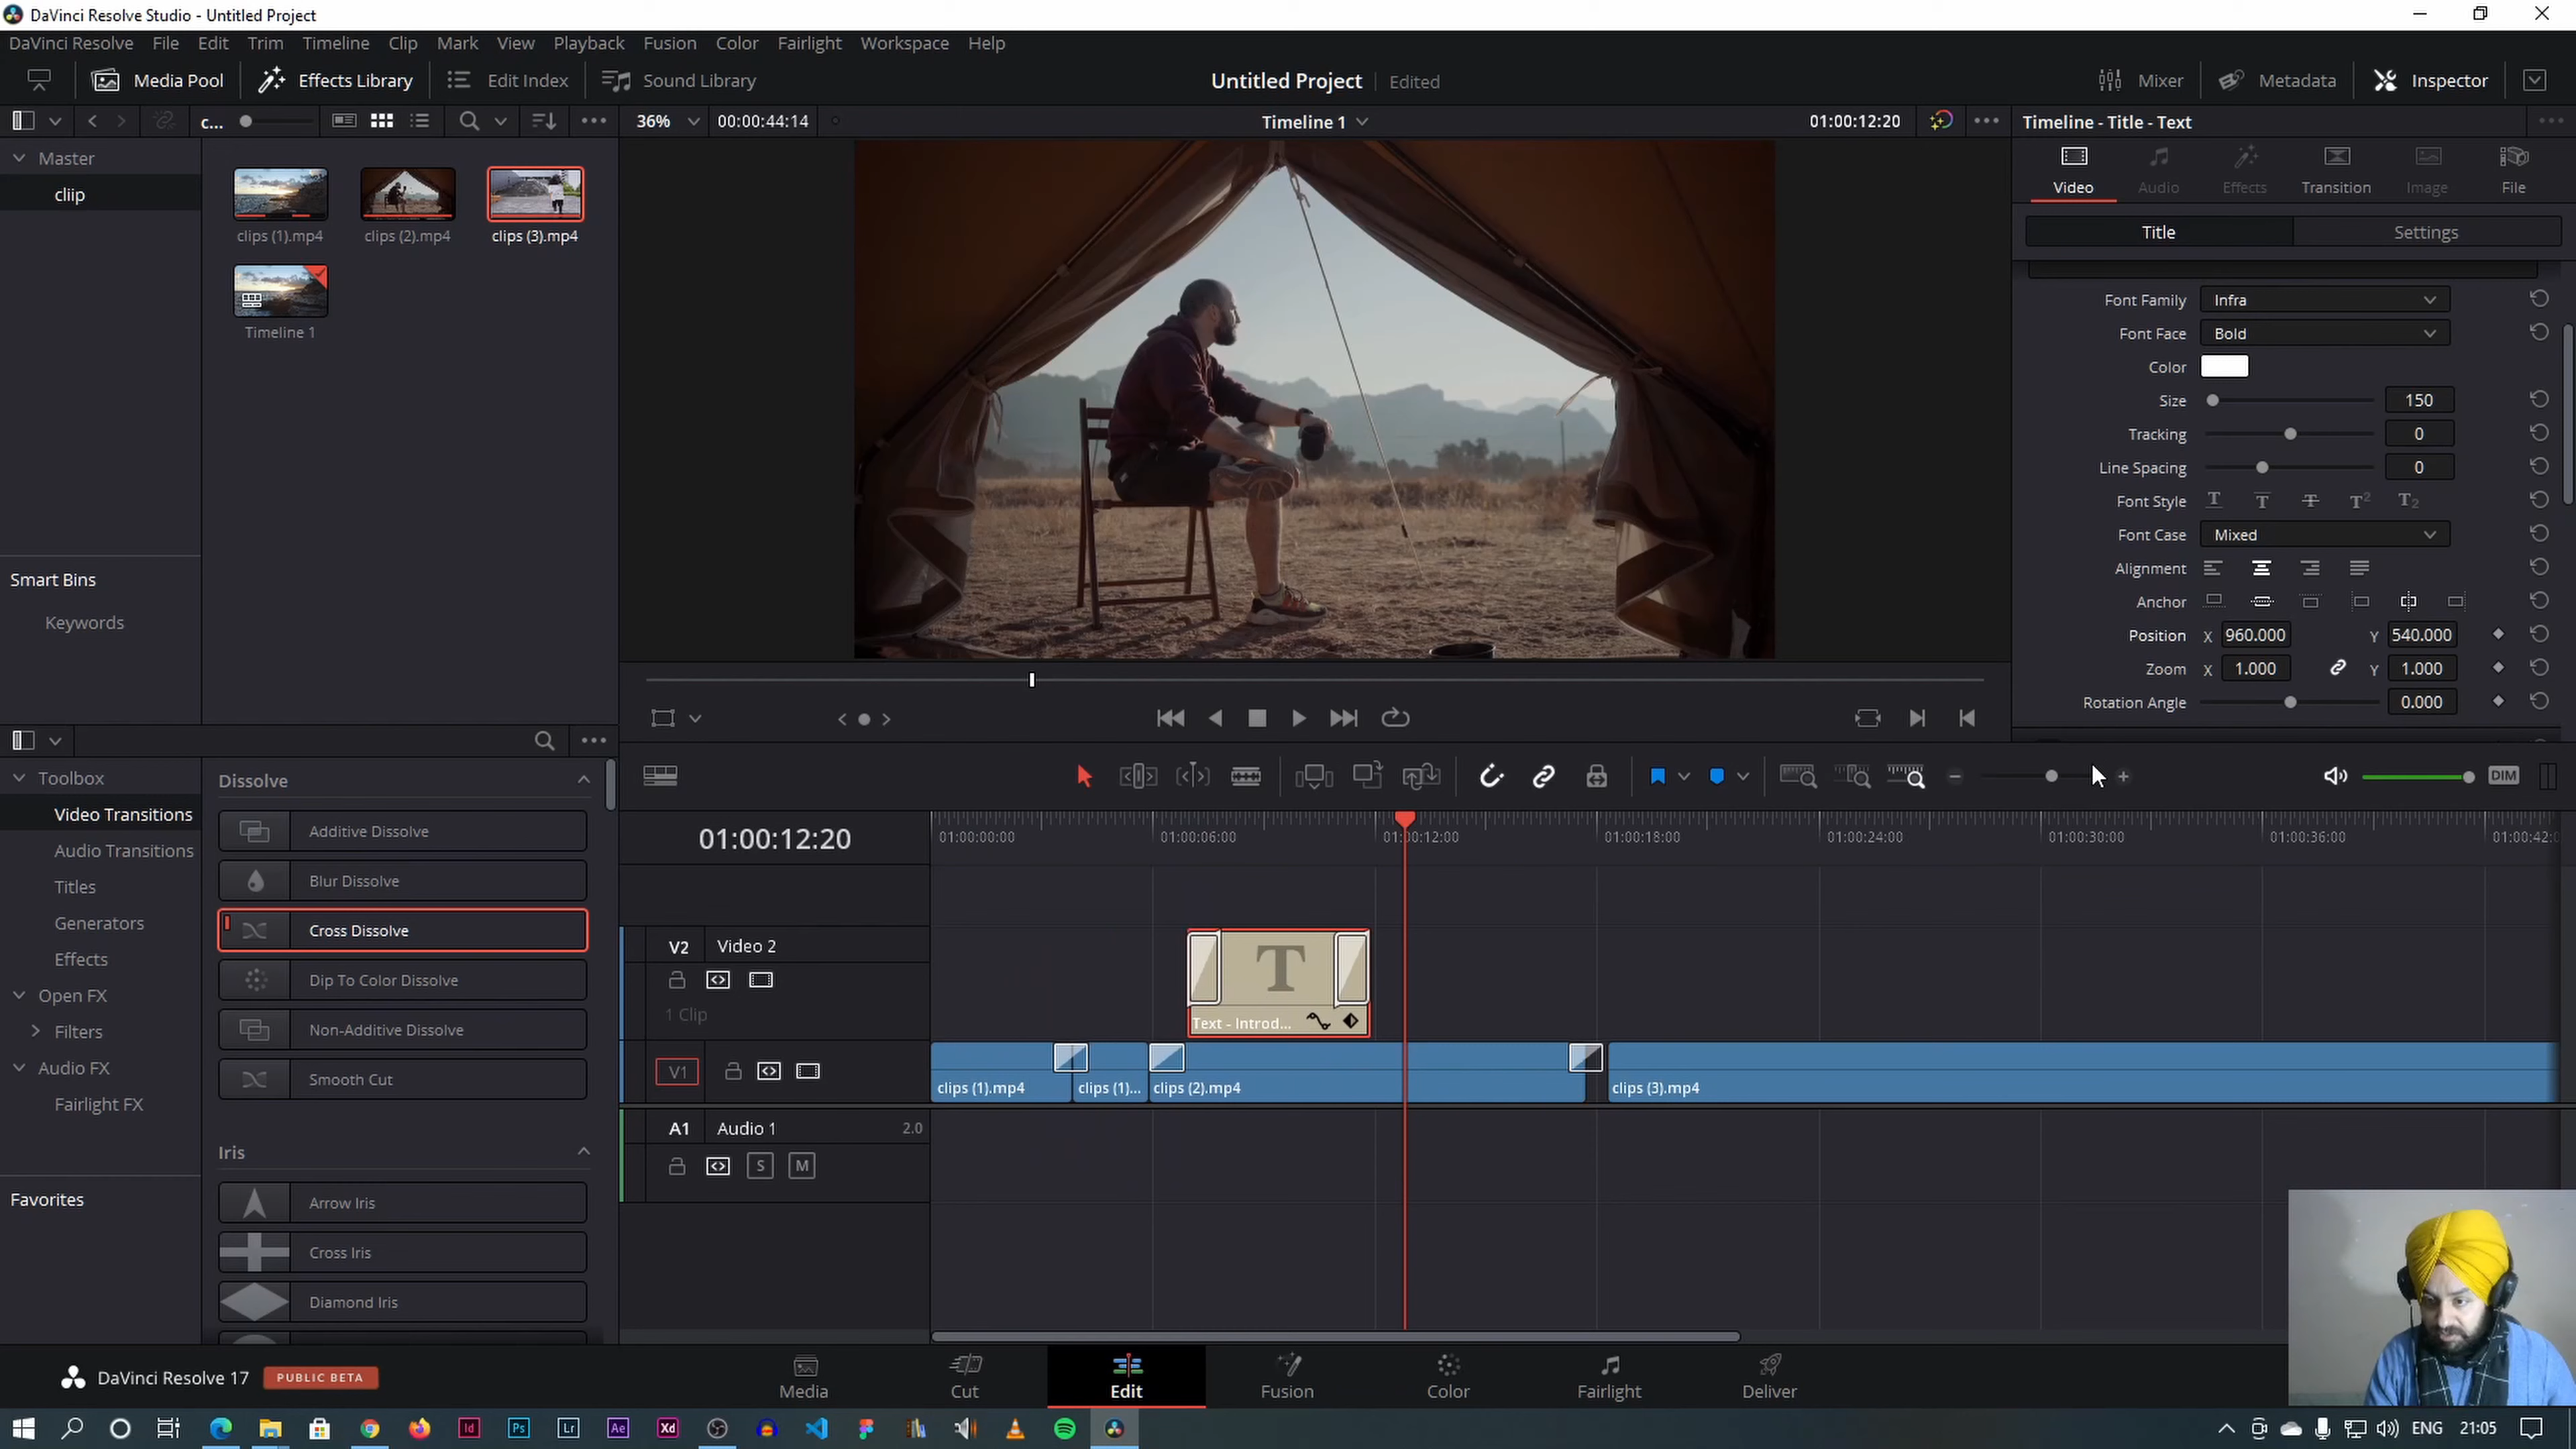 DaVinci Resolve Studio - Untitled Project
DaVinci Resolve File Edit Trim Timeline Clip Mark View Playback Fusion Color Fairlight Workspace Help
Media Pool Effects Library Edit Index Sound Library
Untitled Project Edited
Mixer Metadata Inspector
c... 36% 00:00:44:14 Timeline 1 01:00:12:20
Timeline - Title - Text
Master
cliip
clips (1).mp4 clips (2).mp4 clips (3).mp4
Timeline 1
Smart Bins
Keywords
Video Audio Effects Transition Image File
Title Settings
Font Family Infra
Font Face Bold
Color
Size 150
Tracking 0
Line Spacing 0
Font Style T T T T2 T2
Font Case Mixed
Alignment
Anchor
Position X 960.000 Y 540.000
Zoom X 1.000 Y 1.000
Rotation Angle 0.000
Toolbox
Video Transitions
Audio Transitions
Titles
Generators
Effects
Open FX
Filters
Audio FX
Fairlight FX
Favorites
Dissolve
Additive Dissolve
Blur Dissolve
Cross Dissolve
Dip To Color Dissolve
Non-Additive Dissolve
Smooth Cut
Iris
Arrow Iris
Cross Iris
Diamond Iris
DIM
01:00:12:20
01:00:00:00 01:00:06:00 01:00:12:00 01:00:18:00 01:00:24:00 01:00:30:00 01:00:36:00 01:00:42:0
V2 Video 2
1 Clip
T
Text - Introd...
V1
clips (1).mp4 clips (1)... clips (2).mp4 clips (3).mp4
A1 Audio 1 2.0
S M
DaVinci Resolve 17 PUBLIC BETA
Media Cut Edit Fusion Color Fairlight Deliver
Id Ps Lr Ae Xd
ENG 21:05